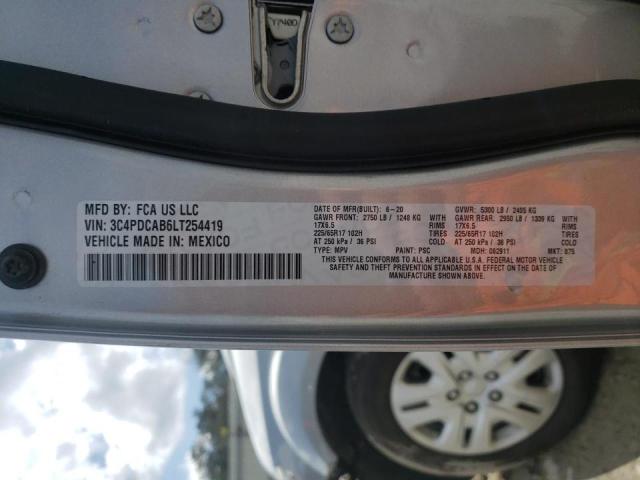 Y740D
MFD BY: FCA US LLC
VIN: 3C4PDCAB6LT254419
VEHICLE MADE IN: MEXICO
DATE OF MFR(BUILT): 6-20 GVWR: 5300 LB / 2405 KG
GAWR FRONT: 2750 LB / 1248 KG GAWR REAR: 2950 LB / 1339 KG
17X6.5 RIMS 17X6.5 RIMS
225/65R17 102H TIRES 225/65R17 102H TIRES
AT 250 kPa / 36 PSI COLD AT 250 kPa / 36 PSI COLD
TYPE: MPV PAINT: PSC MDH: 062911 MKT: 875
THIS VEHICLE CONFORMS TO ALL APPLICABLE U.S.A. FEDERAL MOTOR VEHICLE
SAFETY, BUMPER AND THEFT PREVENTION STANDARDS IN EFFECT ON THE DATE OF
MANUFACTURE SHOWN ABOVE.